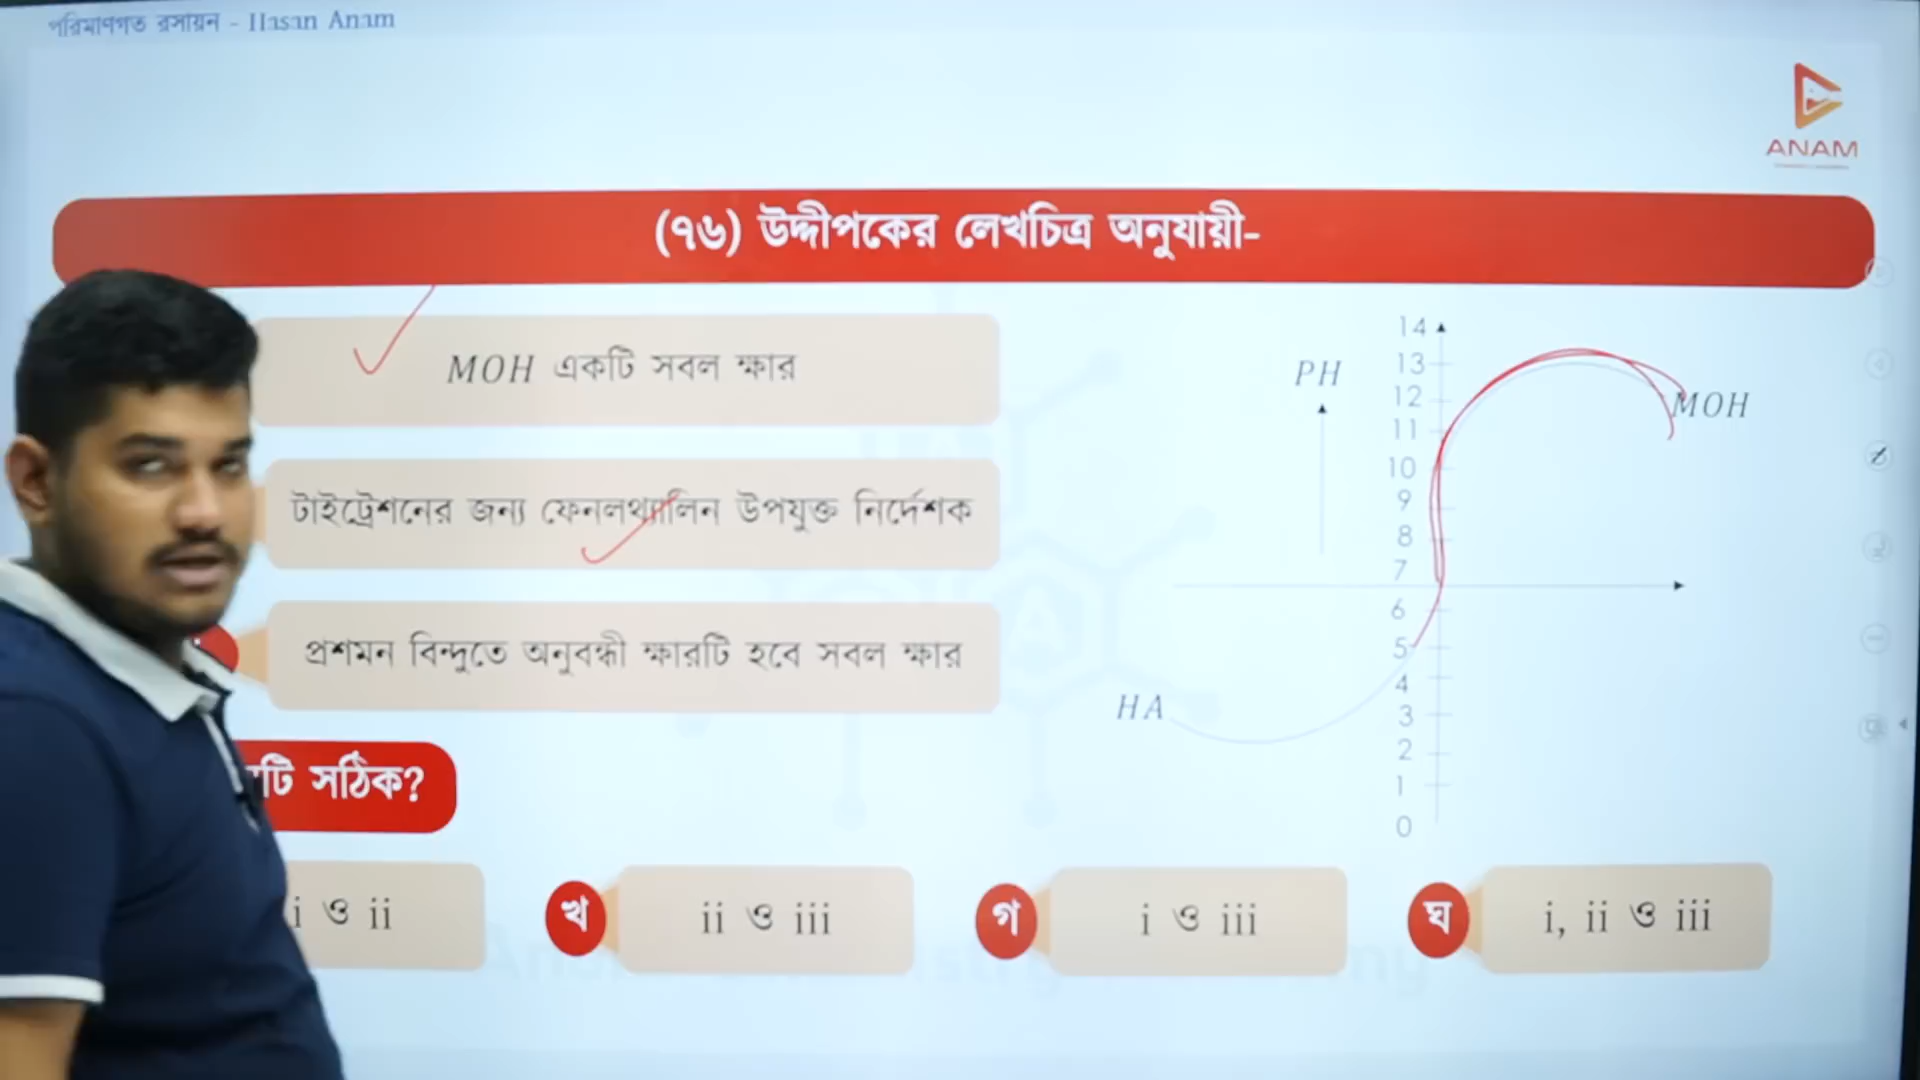 পরিমাণগত রসায়ন - Hasan Anam
ANAM
(৭৬) উদ্দীপকের লেখচিত্র অনুযায়ী-
MOH একটি সবল ক্ষার
টাইট্রেশনের জন্য ফেনলথ্যালিন উপযুক্ত নির্দেশক
প্রশমন বিন্দুতে অনুবন্ধী ক্ষারটি হবে সবল ক্ষার
PH
14
13
12
11
10
9
8
7
6
5
4
3
2
1
0
MOH
HA
টি সঠিক?
i ও ii
খ ii ও iii
গ i ও iii
ঘ i, ii ও iii